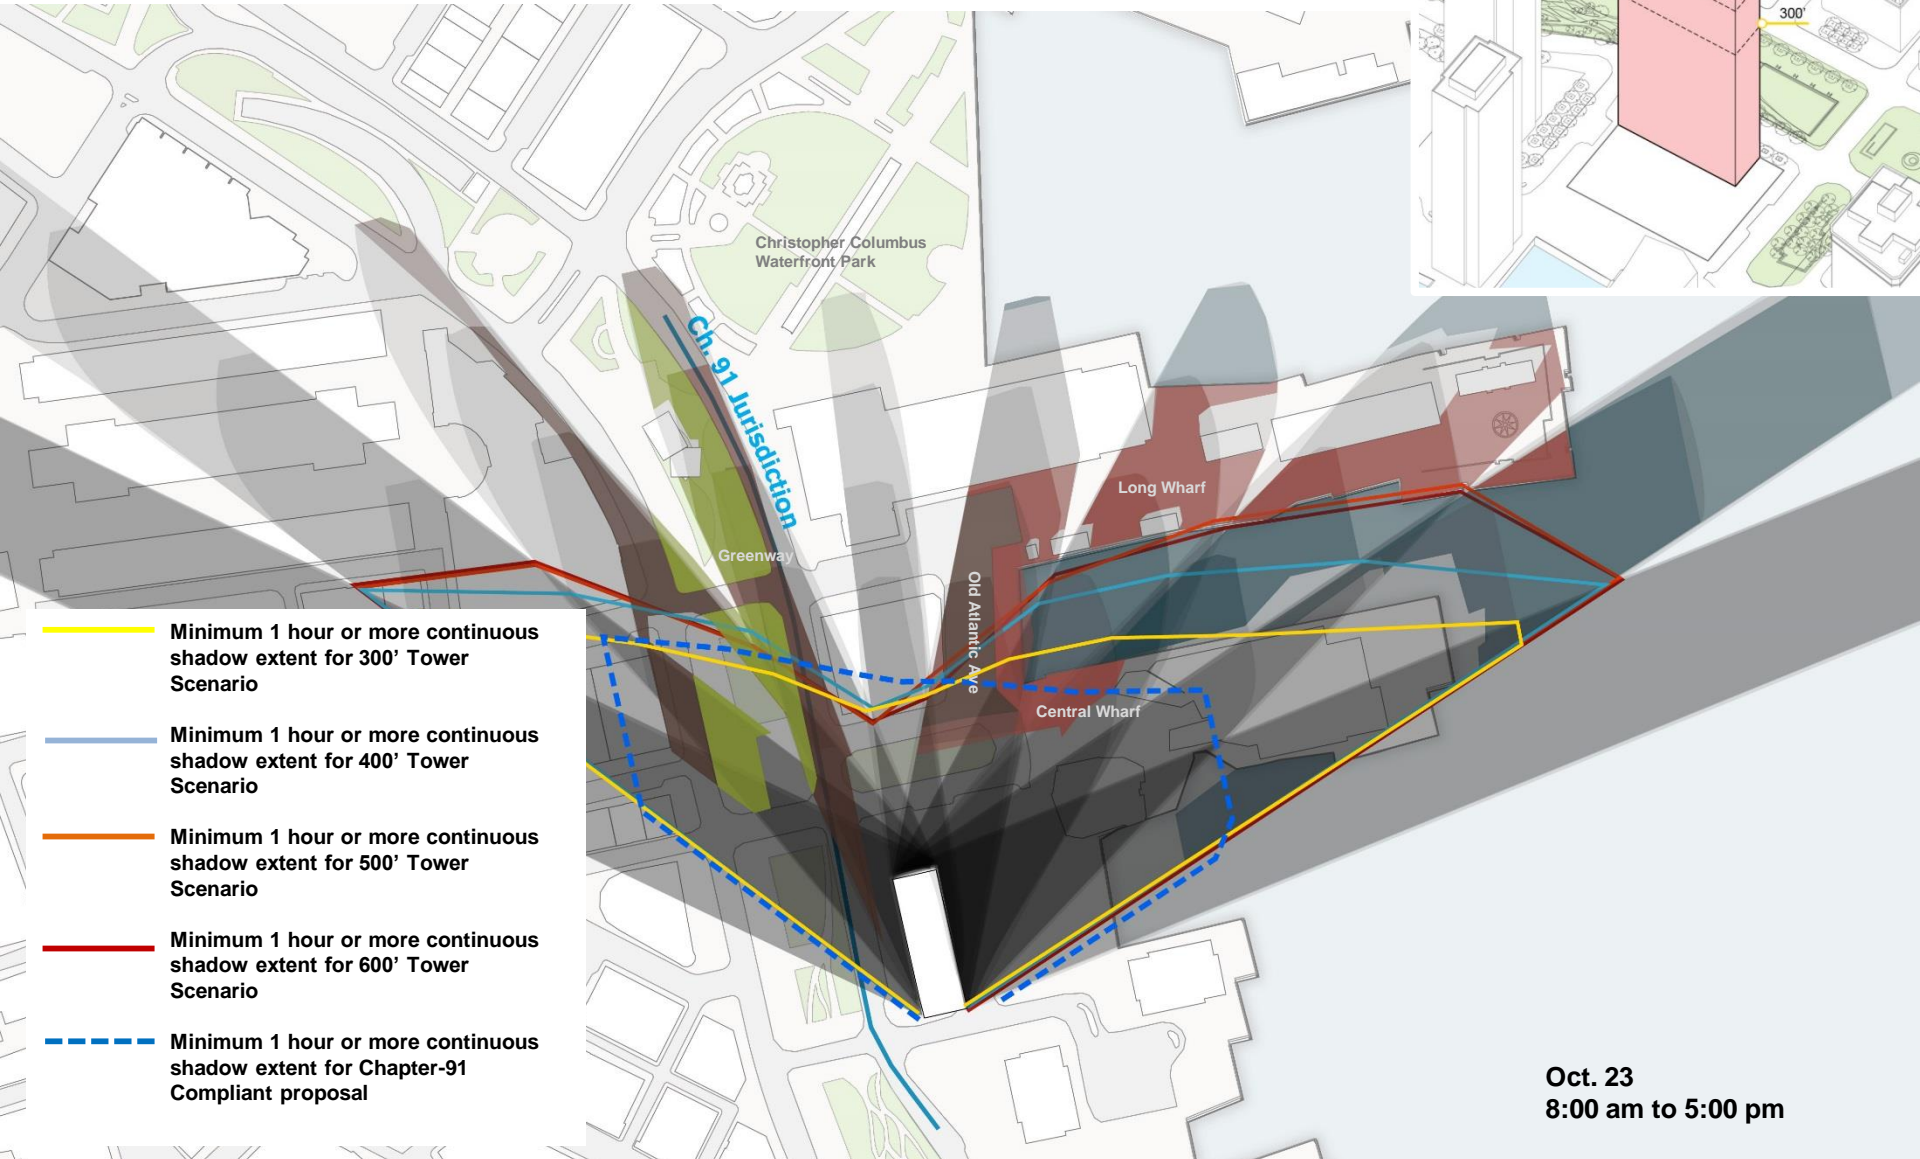 300'
Christopher Columbus
Waterfront Park
Ch. 91 Jurisdiction
Long Wharf
Greenway
Old Atlantic Ave
Central Wharf
Minimum 1 hour or more continuous
shadow extent for 300’ Tower
Scenario
Minimum 1 hour or more continuous
shadow extent for 400’ Tower
Scenario
Minimum 1 hour or more continuous
shadow extent for 500’ Tower
Scenario
Minimum 1 hour or more continuous
shadow extent for 600’ Tower
Scenario
Minimum 1 hour or more continuous
shadow extent for Chapter-91
Compliant proposal
Oct. 23
8:00 am to 5:00 pm